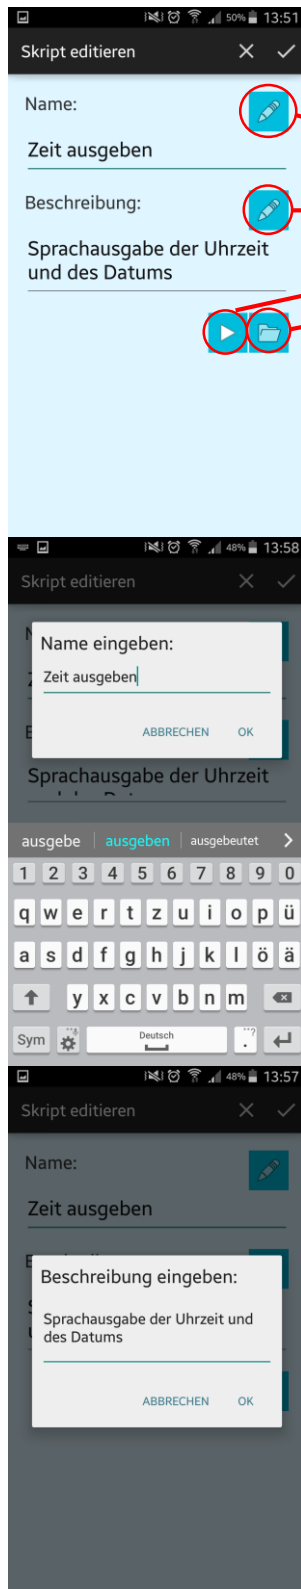 50% 13:51
Skript editieren
Name:
Zeit ausgeben
Beschreibung:
Sprachausgabe der Uhrzeit
und des Datums
48% 13:58
Skript editieren
Name eingeben:
Zeit ausgeben
ABBRECHEN OK
Sprachausgabe der Uhrzeit
ausgebe ausgeben ausgebeutet
1 2 3 4 5 6 7 8 9 0
q w e r t z u i o p ü
a s d f g h j k l ö ä
y x c v b n m
Sym Deutsch . ?
48% 13:57
Skript editieren
Name:
Zeit ausgeben
Beschreibung eingeben:
Sprachausgabe der Uhrzeit und
des Datums
ABBRECHEN OK